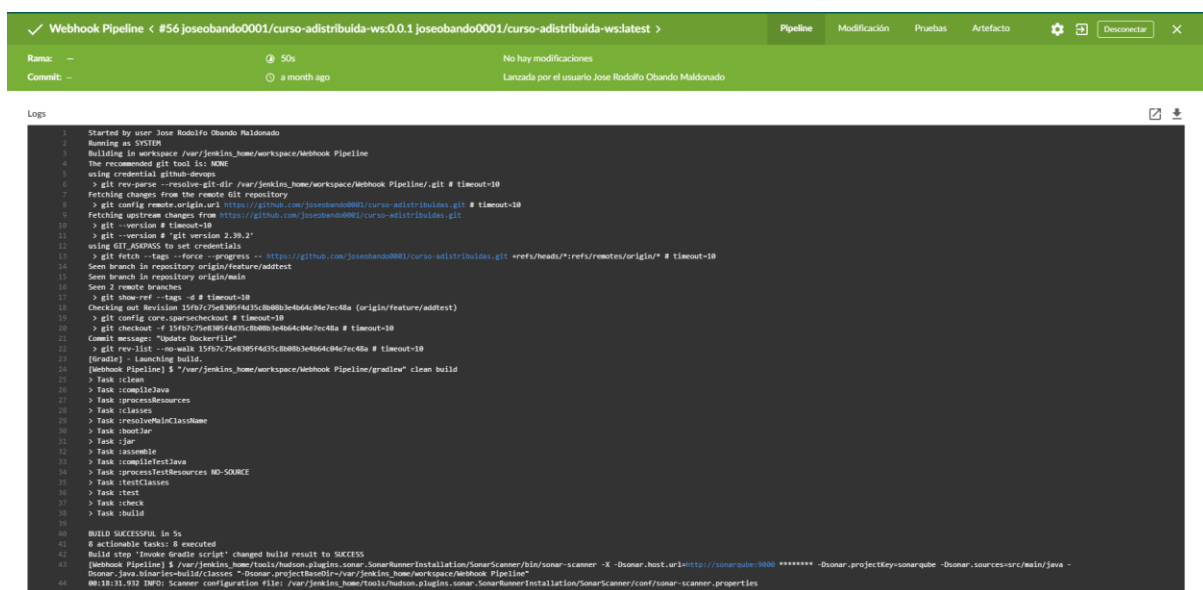 Webhook Pipeline < #56 joseobando0001/curso-adistribuida-ws:0.0.1 joseobando0001/curso-adistribuida-ws:latest >
Pipeline Modificación Pruebas Artefacto Desconectar
Rama: — 50s No hay modificaciones
Commit: — a month ago Lanzada por el usuario Jose Rodolfo Obando Maldonado
Logs
1 Started by user Jose Rodolfo Obando Maldonado
2 Running as SYSTEM
3 Building in workspace /var/jenkins_home/workspace/Webhook Pipeline
4 The recommended git tool is: NONE
5 using credential github-devops
6 > git rev-parse --resolve-git-dir /var/jenkins_home/workspace/Webhook Pipeline/.git # timeout=10
7 Fetching changes from the remote Git repository
8 > git config remote.origin.url https://github.com/joseobando0001/curso-adistribuidas.git # timeout=10
9 Fetching upstream changes from https://github.com/joseobando0001/curso-adistribuidas.git
10 > git --version # timeout=10
11 > git --version # 'git version 2.39.2'
12 using GIT_ASKPASS to set credentials
13 > git fetch --tags --force --progress -- https://github.com/joseobando0001/curso-adistribuidas.git +refs/heads/*:refs/remotes/origin/* # timeout=10
14 Seen branch in repository origin/feature/addtest
15 Seen branch in repository origin/main
16 Seen 2 remote branches
17 > git show-ref --tags -d # timeout=10
18 Checking out Revision 15fb7c75e8305f4d35c8b08b3e4b64c04e7ec48a (origin/feature/addtest)
19 > git config core.sparsecheckout # timeout=10
20 > git checkout -f 15fb7c75e8305f4d35c8b08b3e4b64c04e7ec48a # timeout=10
21 Commit message: "Update Dockerfile"
22 > git rev-list --no-walk 15fb7c75e8305f4d35c8b08b3e4b64c04e7ec48a # timeout=10
23 [Gradle] - Launching build.
24 [Webhook Pipeline] $ "/var/jenkins_home/workspace/Webhook Pipeline/gradlew" clean build
25 > Task :clean
26 > Task :compileJava
27 > Task :processResources
28 > Task :classes
29 > Task :resolveMainClassName
30 > Task :bootJar
31 > Task :jar
32 > Task :assemble
33 > Task :compileTestJava
34 > Task :processTestResources NO-SOURCE
35 > Task :testClasses
36 > Task :test
37 > Task :check
38 > Task :build
39
40 BUILD SUCCESSFUL in 5s
41 8 actionable tasks: 8 executed
42 Build step 'Invoke Gradle script' changed build result to SUCCESS
43 [Webhook Pipeline] $ /var/jenkins_home/tools/hudson.plugins.sonar.SonarRunnerInstallation/SonarScanner/bin/sonar-scanner -X -Dsonar.host.url=http://sonarqube:9000 ******** -Dsonar.projectKey=sonarqube -Dsonar.sources=src/main/java -
Dsonar.java.binaries=build/classes "-Dsonar.projectBaseDir=/var/jenkins_home/workspace/Webhook Pipeline"
44 00:18:31.932 INFO: Scanner configuration file: /var/jenkins_home/tools/hudson.plugins.sonar.SonarRunnerInstallation/SonarScanner/conf/sonar-scanner.properties